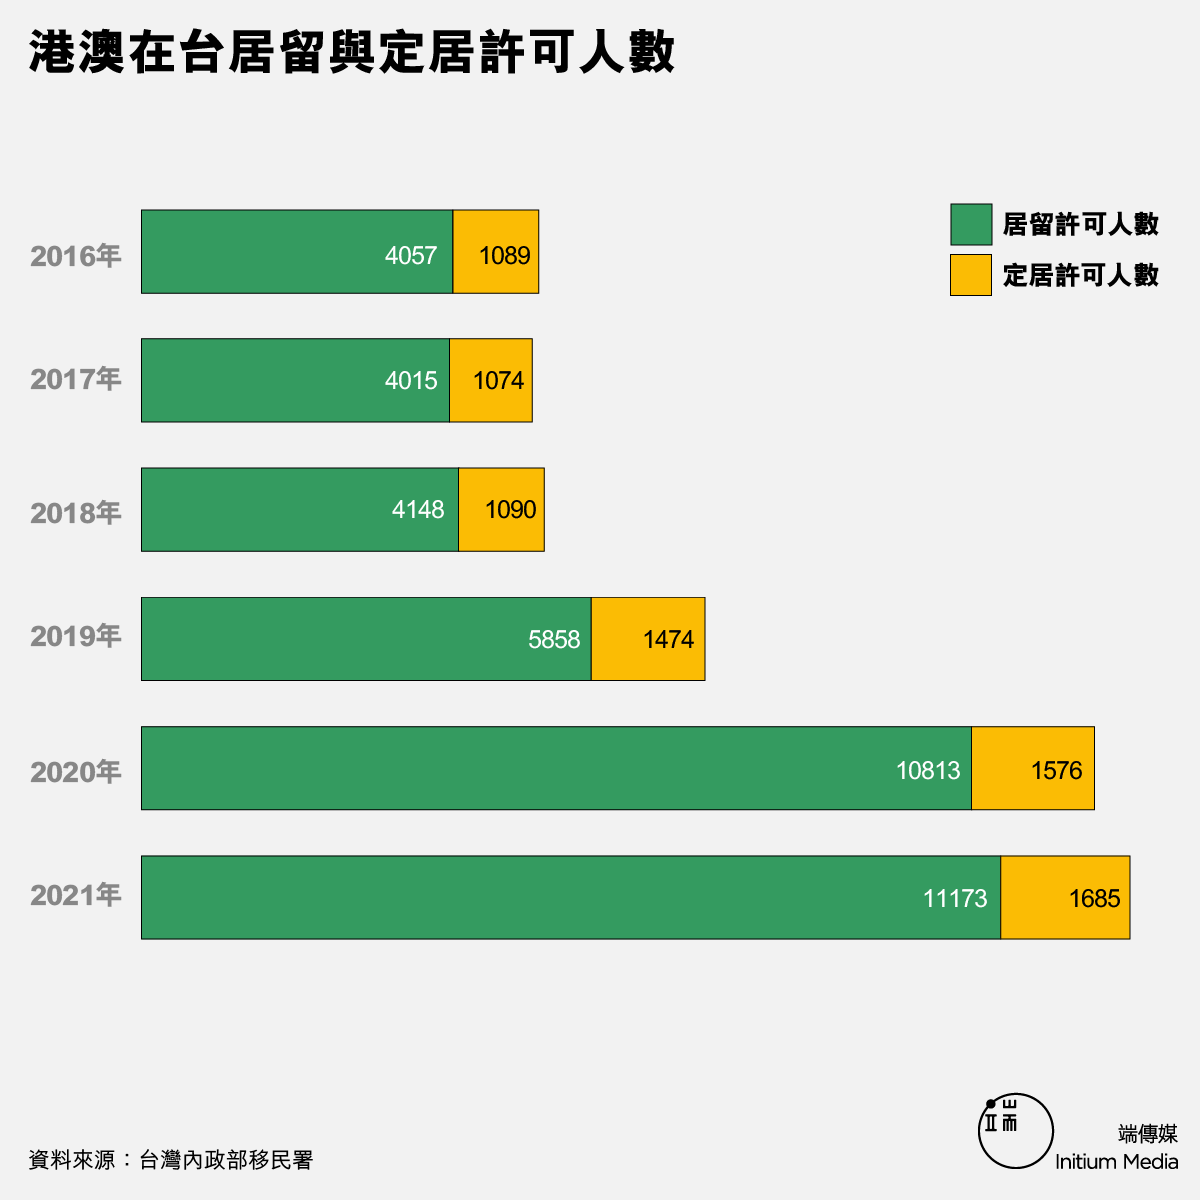 港澳在台居留與定居許可人數
居留許可人數
定居許可人數
2016年 4057 1089
2017年 4015 1074
2018年 4148 1090
2019年 5858 1474
2020年 10813 1576
2021年 11173 1685
資料來源：台灣內政部移民署
端
端傳媒
Initium Media